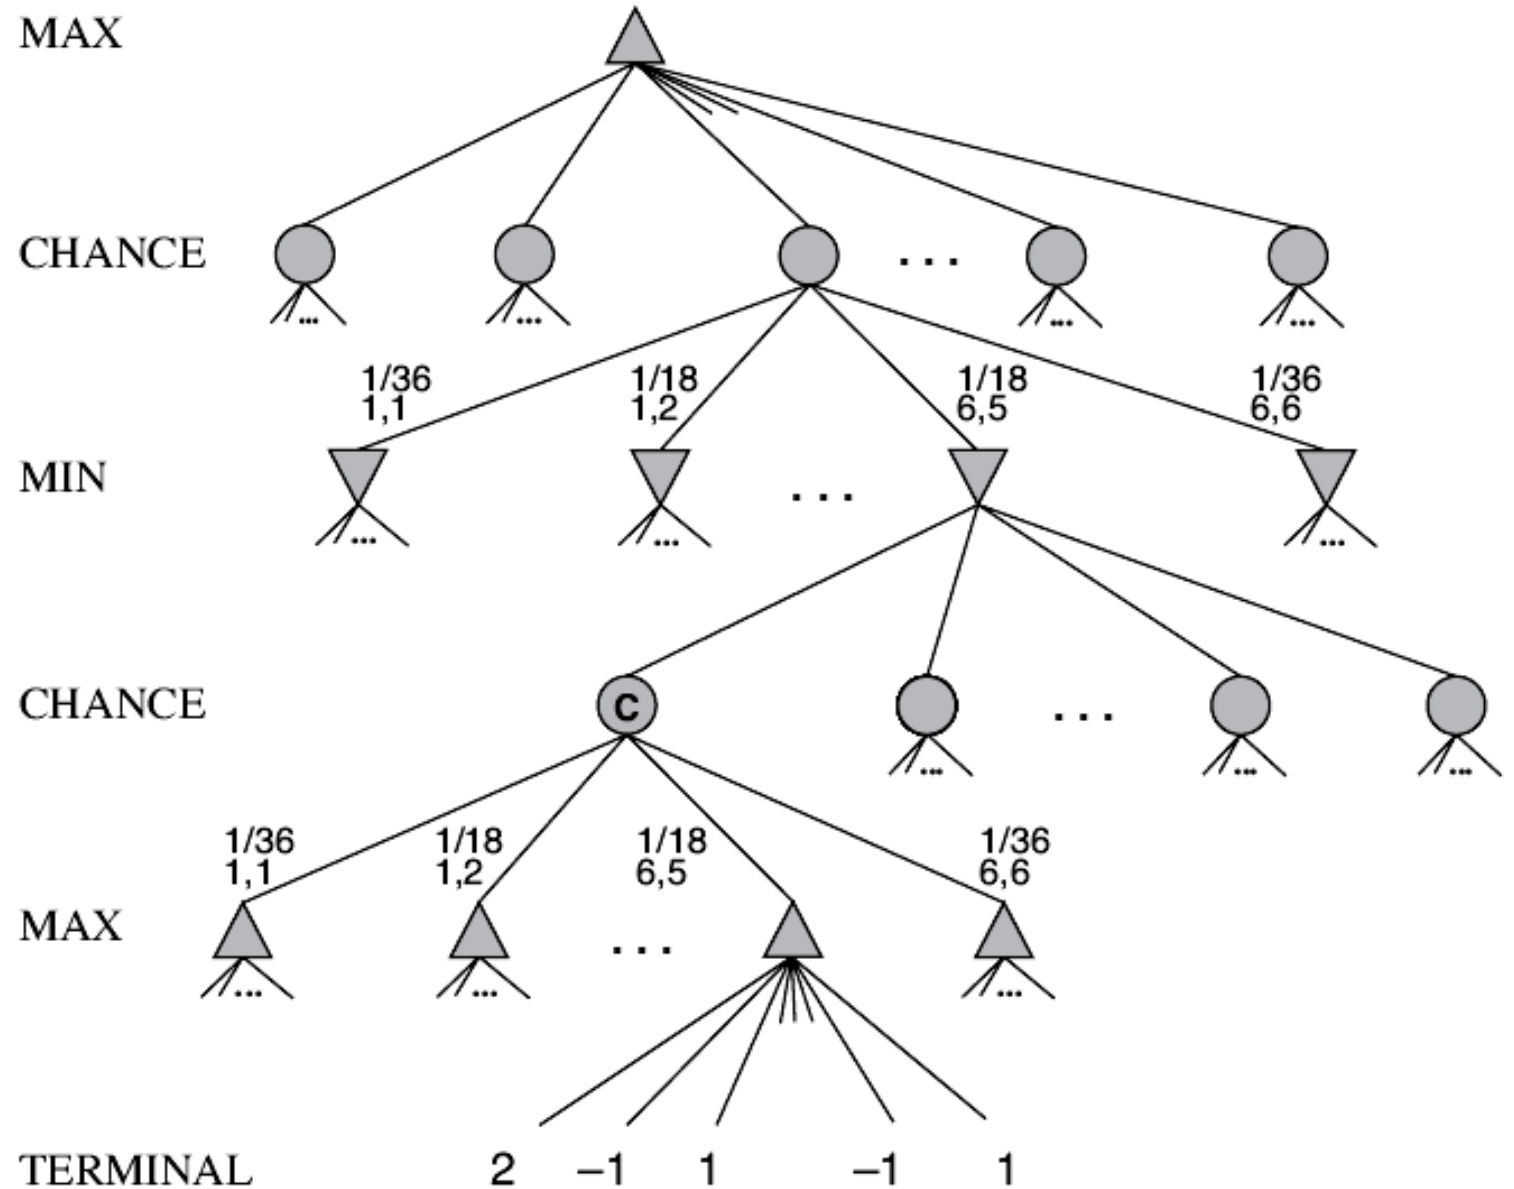 MAX
CHANCE
. . .
... ... ... ...
1/36 1/18 1/18 1/36
1,1 1,2 6,5 6,6
MIN
. . .
... ... ...
CHANCE
C
. . .
... ... ...
1/36 1/18 1/18 1/36
1,1 1,2 6,5 6,6
MAX
. . .
... ... ...
TERMINAL 2 –1 1 –1 1